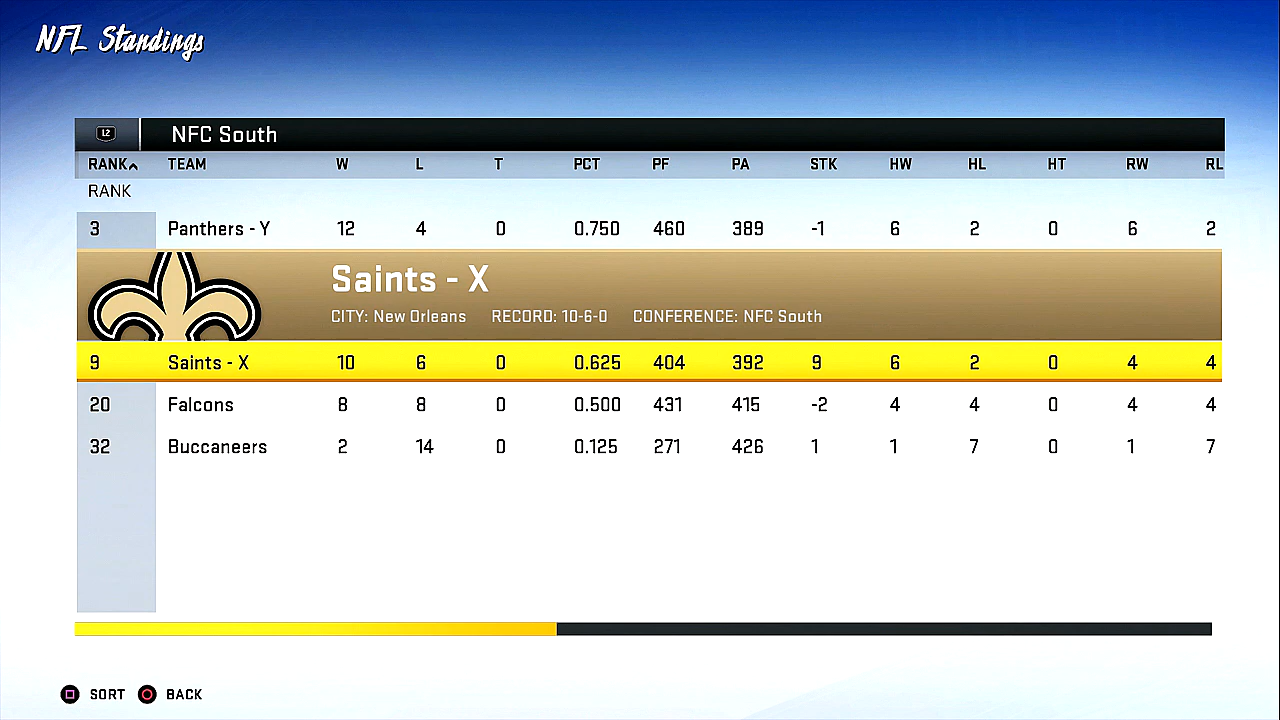 NFL Standings
L2 NFC South
RANK TEAM W L T PCT PF PA STK HW HL HT RW RL
RANK
3 Panthers - Y 12 4 0 0.750 460 389 -1 6 2 0 6 2
Saints - X
CITY: New Orleans RECORD: 10-6-0 CONFERENCE: NFC South
9 Saints - X 10 6 0 0.625 404 392 9 6 2 0 4 4
20 Falcons 8 8 0 0.500 431 415 -2 4 4 0 4 4
32 Buccaneers 2 14 0 0.125 271 426 1 1 7 0 1 7
SORT BACK